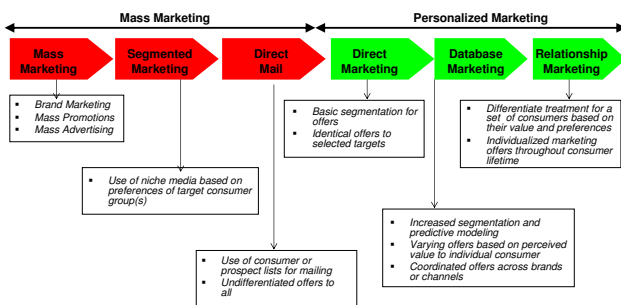 Mass Marketing
Personalized Marketing
Mass
Marketing
Segmented
Marketing
Direct
Mail
Direct
Marketing
Database
Marketing
Relationship
Marketing
Brand Marketing
Mass Promotions
Mass Advertising
Basic segmentation for
offers
Identical offers to
selected targets
Differentiate treatment for a
set of consumers based on
their value and preferences
Individualized marketing
offers throughout consumer
lifetime
Use of niche media based on
preferences of target consumer
group(s)
Increased segmentation and
predictive modeling
Varying offers based on perceived
value to individual consumer
Coordinated offers across brands
or channels
Use of consumer or
prospect lists for mailing
Undifferentiated offers to
all